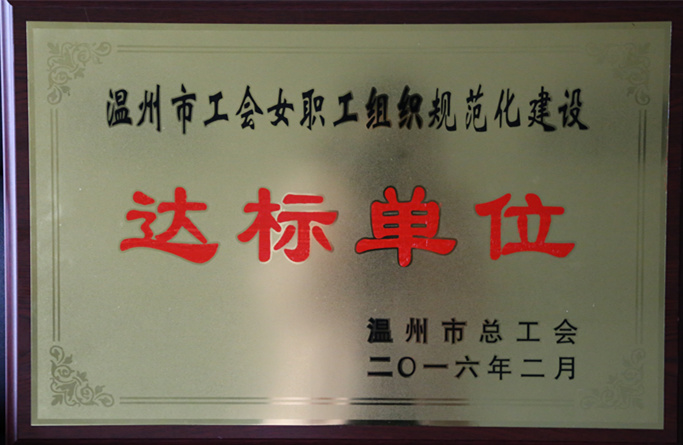 温州市工会女职工组织规范化建设
达标单位
温州市总工会
二〇一六年二月